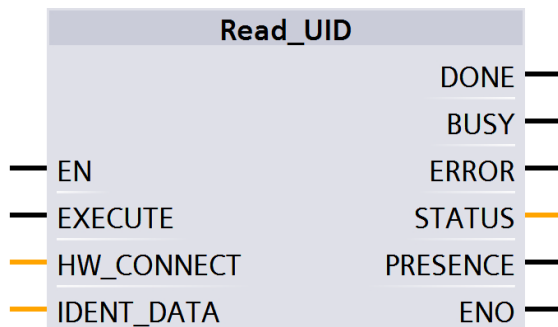 Read_UID
DONE
BUSY
EN ERROR
EXECUTE STATUS
HW_CONNECT PRESENCE
IDENT_DATA ENO